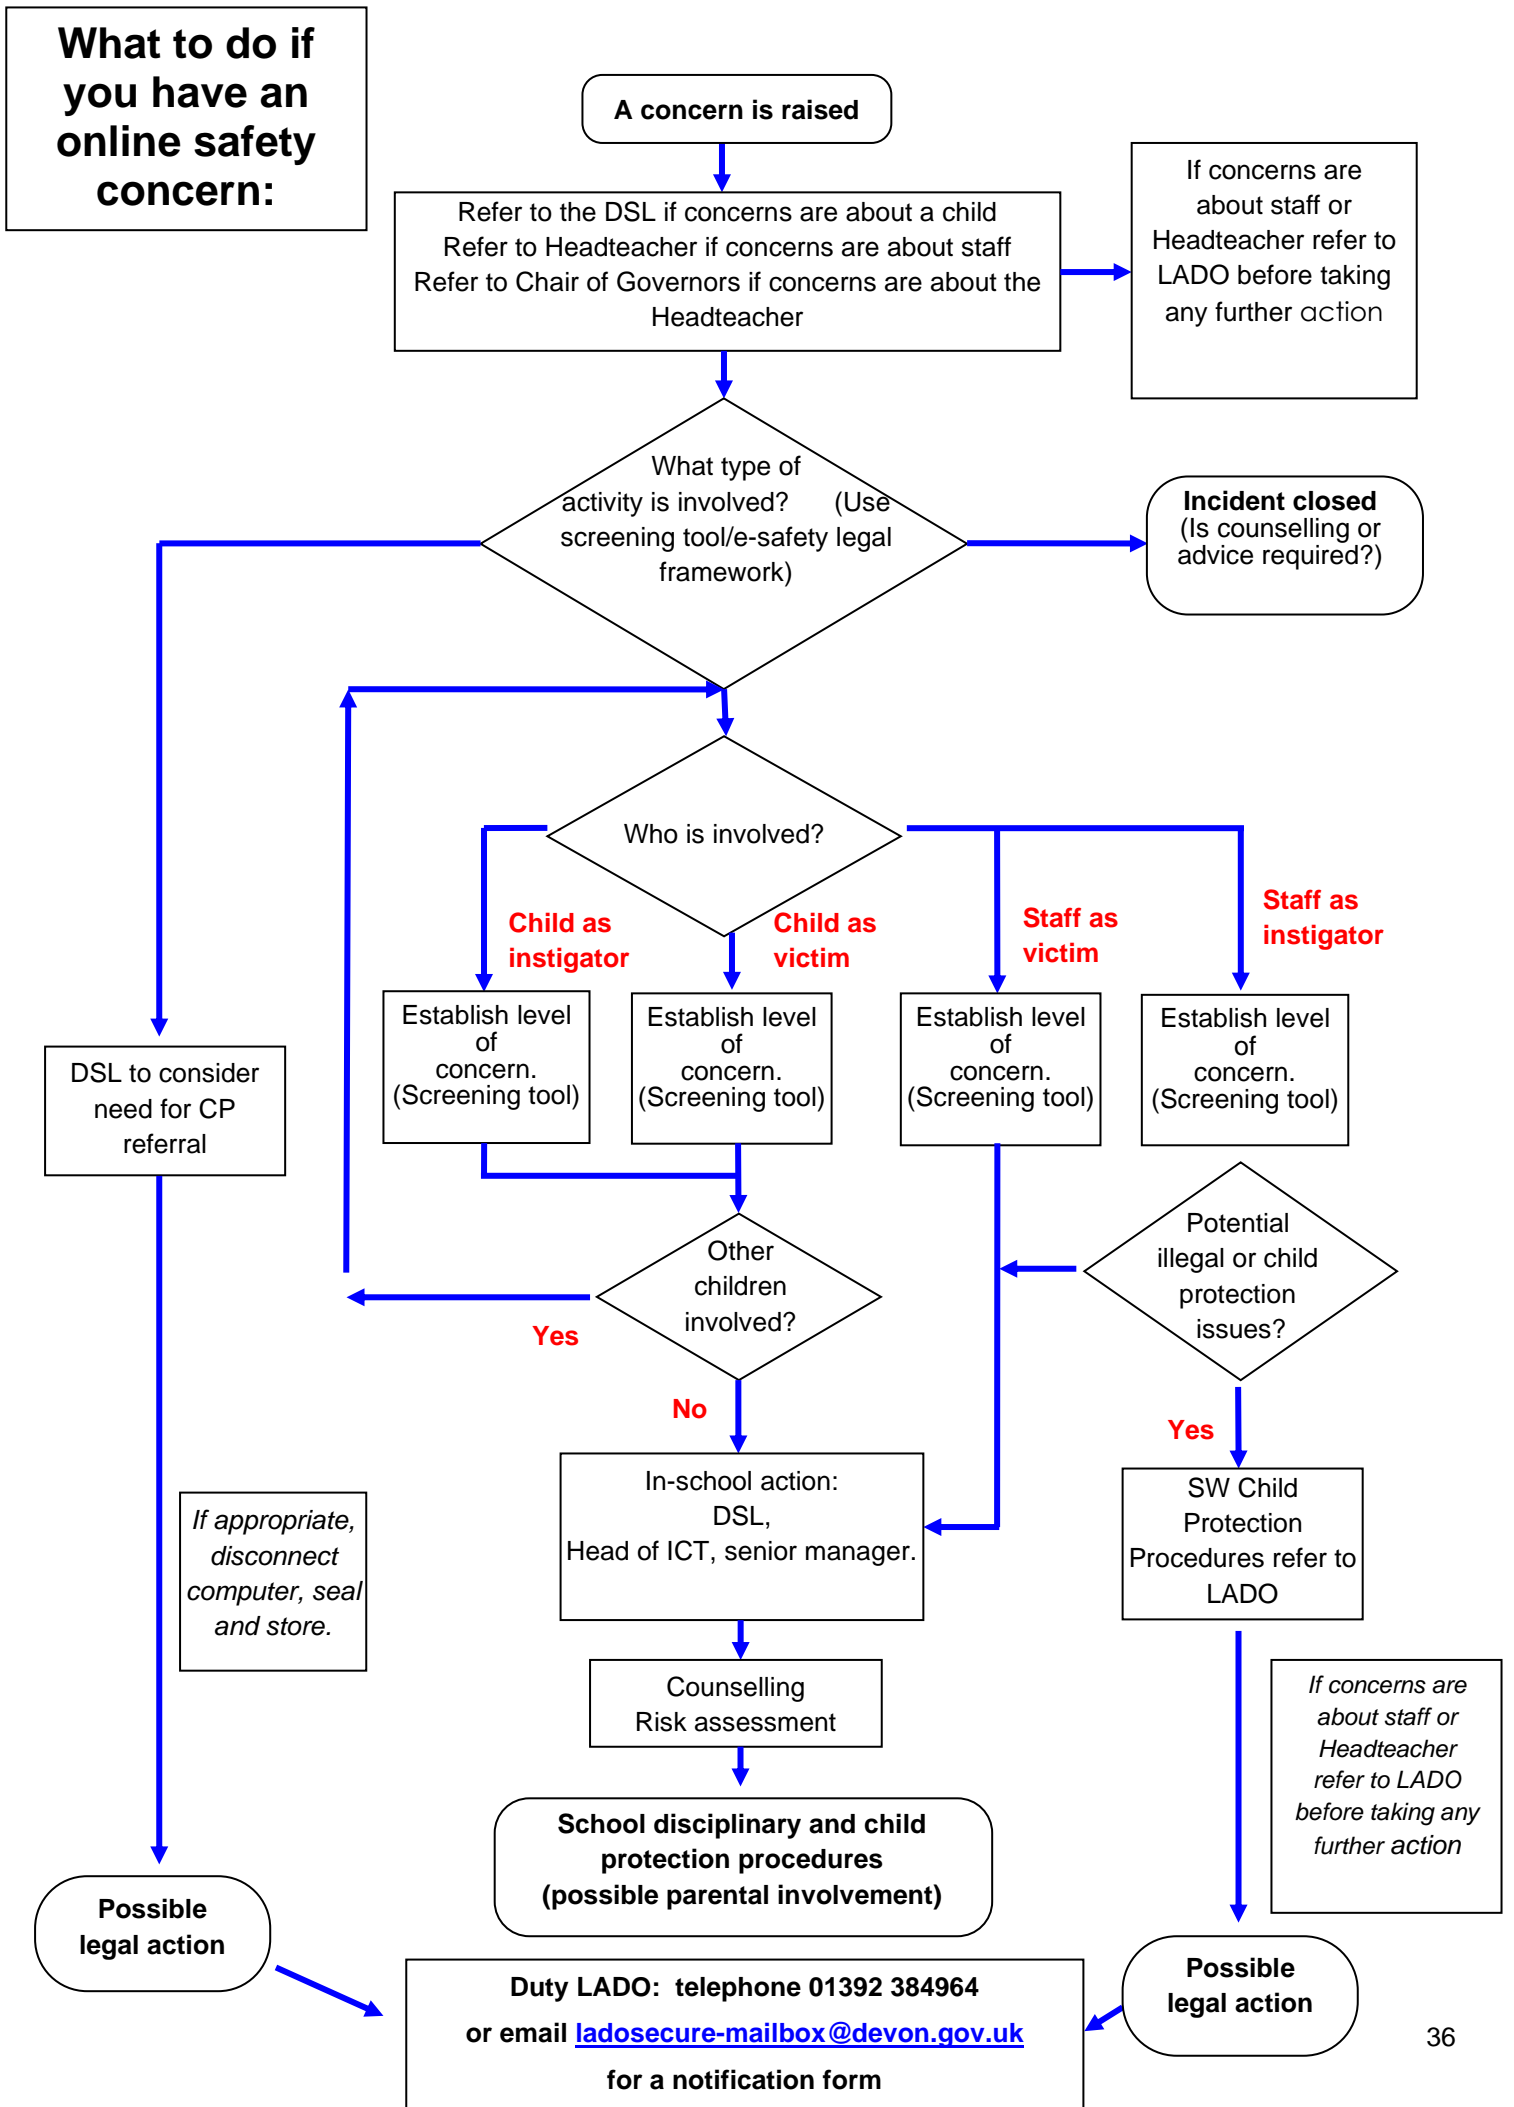 What to do if
you have an
online safety
concern:
A concern is raised
Refer to the DSL if concerns are about a child
Refer to Headteacher if concerns are about staff
Refer to Chair of Governors if concerns are about the
Headteacher
If concerns are
about staff or
Headteacher refer to
LADO before taking
any further action
What type of
activity is involved? (Use
screening tool/e-safety legal
framework)
Incident closed
(Is counselling or
advice required?)
Who is involved?
Child as
instigator
Child as
victim
Staff as
victim
Staff as
instigator
Establish level
of
concern.
(Screening tool)
Establish level
of
concern.
(Screening tool)
Establish level
of
concern.
(Screening tool)
Establish level
of
concern.
(Screening tool)
DSL to consider
need for CP
referral
Other
children
involved?
Potential
illegal or child
protection
issues?
Yes
No
Yes
In-school action:
DSL,
Head of ICT, senior manager.
SW Child
Protection
Procedures refer to
LADO
If appropriate,
disconnect
computer, seal
and store.
Counselling
Risk assessment
If concerns are
about staff or
Headteacher
refer to LADO
before taking any
further action
School disciplinary and child
protection procedures
(possible parental involvement)
Possible
legal action
Possible
legal action
Duty LADO: telephone 01392 384964
or email ladosecure-mailbox@devon.gov.uk
for a notification form
36